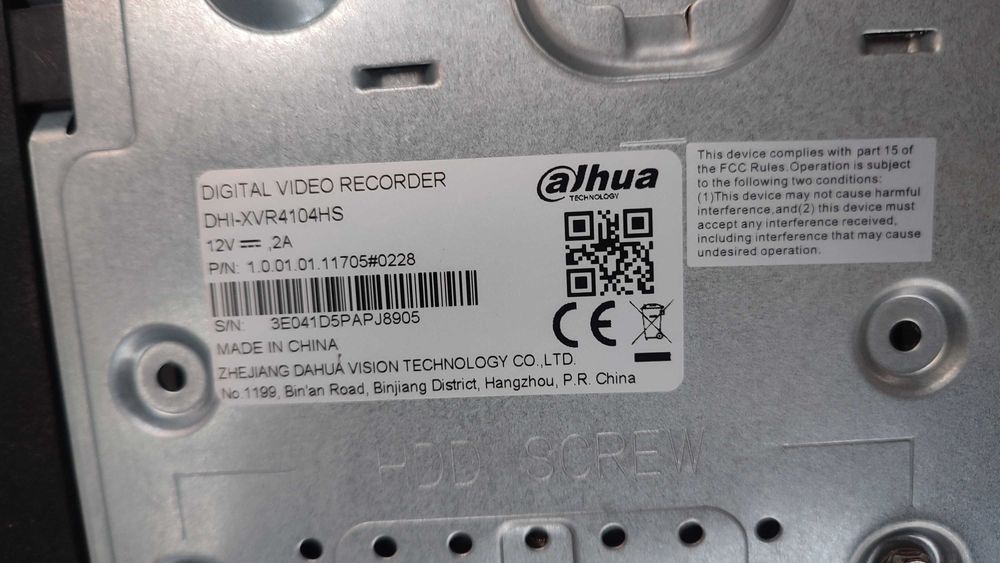 DIGITAL VIDEO RECORDER
DHI-XVR4104HS
12V ⎓ ,2A
P/N: 1.0.01.01.11705#0228
S/N: 3E041D5PAPJ8905
MADE IN CHINA
ZHEJIANG DAHUA VISION TECHNOLOGY CO.,LTD.
No.1199, Bin'an Road, Binjiang District, Hangzhou, P.R. China
alhua
TECHNOLOGY
CE
This device complies with part 15 of
the FCC Rules.Operation is subject
to the following two conditions:
(1)This device may not cause harmful
interference,and(2) this device must
accept any interference received,
including interference that may cause
undesired operation.
HDD SCREW